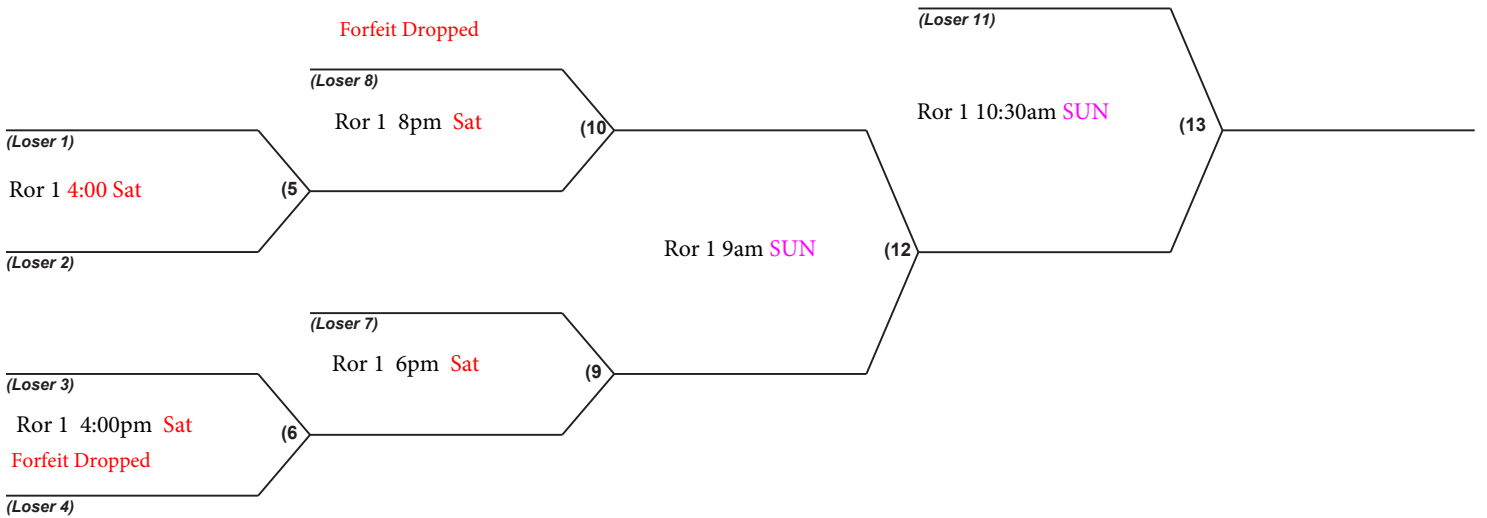 (Loser 11)
Forfeit Dropped
(Loser 8)
Ror 1 8pm Sat
(10
Ror 1 10:30am SUN
(13
(Loser 1)
Ror 1 4:00 Sat
(5
(Loser 2)
Ror 1 9am SUN
(12
(Loser 7)
Ror 1 6pm Sat
(9
(Loser 3)
Ror 1 4:00pm Sat
(6
Forfeit Dropped
(Loser 4)